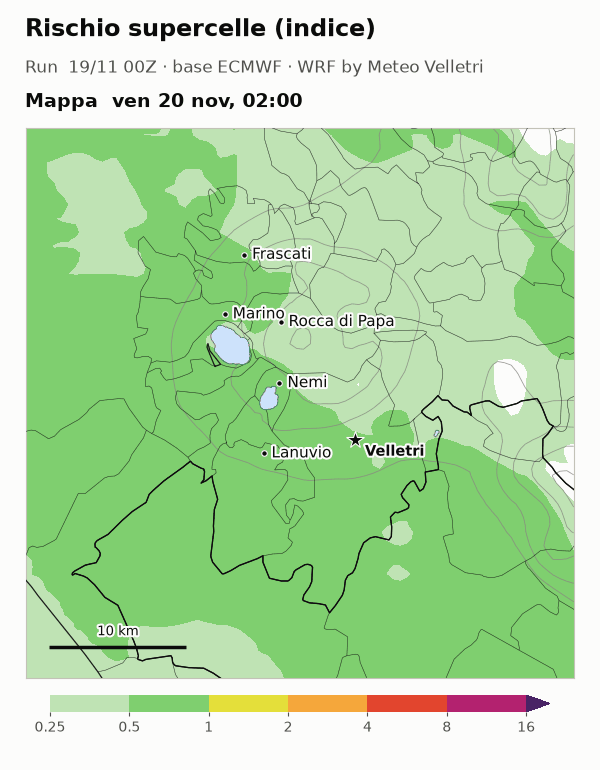 Rischio supercelle (indice)
Run 19/11 00Z · base ECMWF · WRF by Meteo Velletri
Mappa ven 20 nov, 02:00
Frascati
Marino
Rocca di Papa
Nemi
Velletri
Lanuvio
10 km
0.25 0.5 1 2 4 8 16